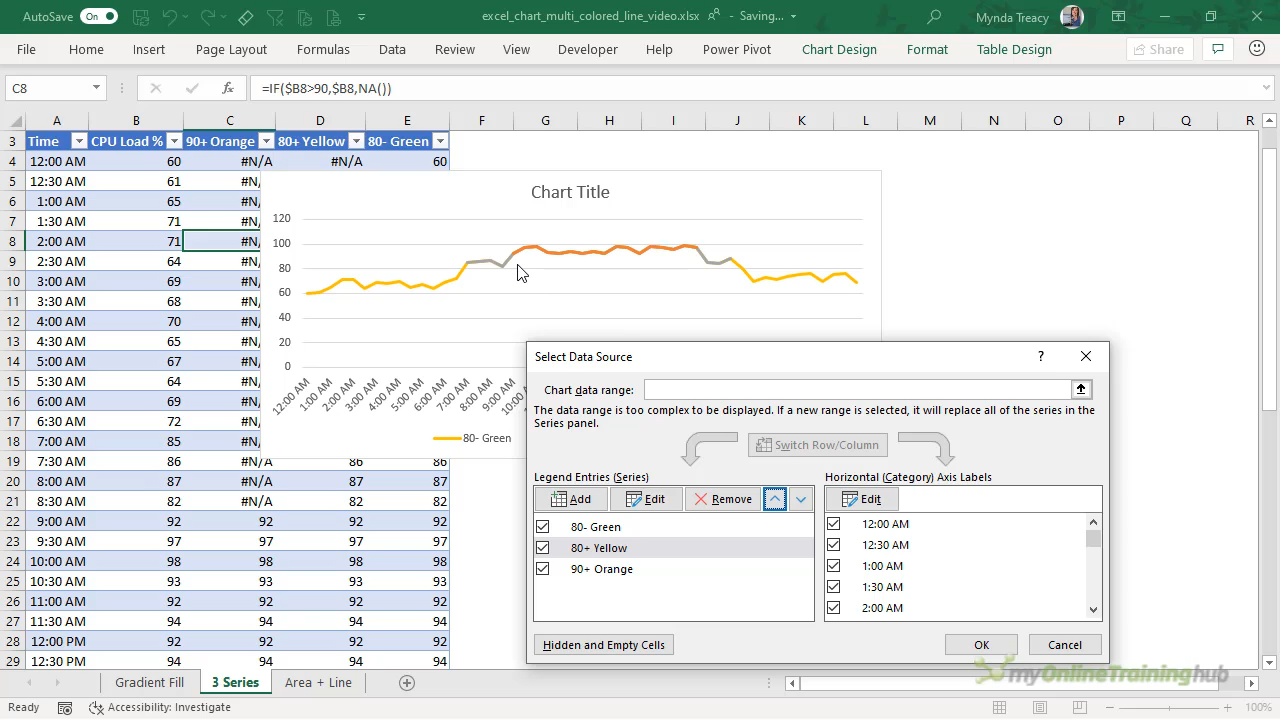 AutoSave On excel_chart_multi_colored_line_video.xlsx - Saving... Mynda Treacy
File Home Insert Page Layout Formulas Data Review View Developer Help Power Pivot Chart Design Format Table Design Share
C8 fx =IF($B8>90,$B8,NA())
A B C D E F G H I J K L M N O P Q R
3 Time CPU Load % 90+ Orange 80+ Yellow 80- Green
4 12:00 AM 60 #N/A #N/A 60
5 12:30 AM 61 #N/
6 1:00 AM 65 #N/
7 1:30 AM 71 #N/
8 2:00 AM 71 #N/
9 2:30 AM 64 #N/
10 3:00 AM 69 #N/
11 3:30 AM 68 #N/
12 4:00 AM 70 #N/
13 4:30 AM 65 #N/
14 5:00 AM 67 #N/
15 5:30 AM 64 #N/
16 6:00 AM 69 #N/
17 6:30 AM 72 #N/
18 7:00 AM 85 #N/
19 7:30 AM 86 #N/A 86 86
20 8:00 AM 87 #N/A 87 87
21 8:30 AM 82 #N/A 82 82
22 9:00 AM 92 92 92 92
23 9:30 AM 97 97 97 97
24 10:00 AM 98 98 98 98
25 10:30 AM 93 93 93 93
26 11:00 AM 92 92 92 92
27 11:30 AM 94 94 94 94
28 12:00 PM 92 92 92 92
29 12:30 PM 94 94 94 94
Chart Title
120
100
80
60
40
20
0
12:00 AM 1:00 AM 2:00 AM 3:00 AM 4:00 AM 5:00 AM 6:00 AM 7:00 AM 8:00 AM 9:00 AM 10:0
80- Green
Select Data Source ?
Chart data range:
The data range is too complex to be displayed. If a new range is selected, it will replace all of the series in the
Series panel.
Switch Row/Column
Legend Entries (Series)
Add Edit Remove
80- Green
80+ Yellow
90+ Orange
Horizontal (Category) Axis Labels
Edit
12:00 AM
12:30 AM
1:00 AM
1:30 AM
2:00 AM
Hidden and Empty Cells OK Cancel
myOnlineTraininghub
Gradient Fill 3 Series Area + Line
Ready Accessibility: Investigate 100%